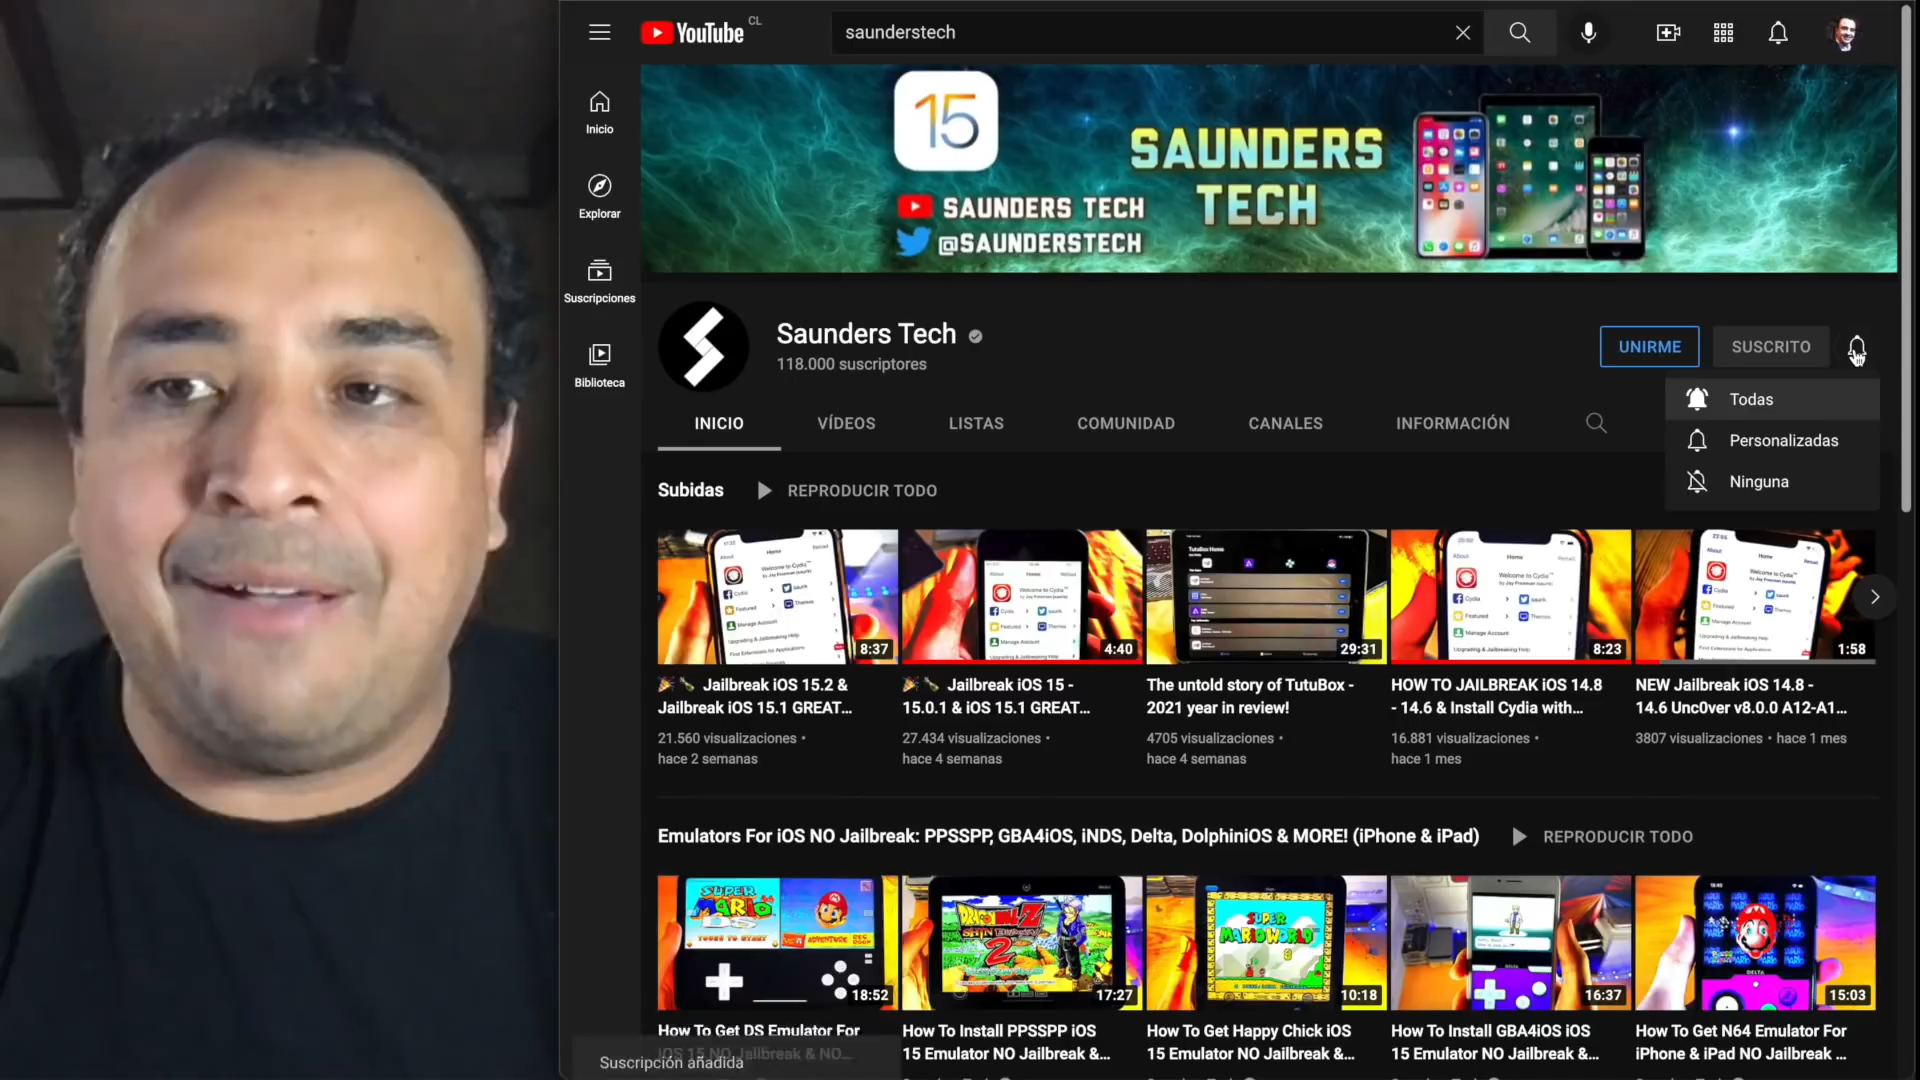 YouTube CL
saunderstech
Inicio
Explorar
Suscripciones
Biblioteca
15
SAUNDERS
TECH
SAUNDERS TECH
@SAUNDERSTECH
Saunders Tech
118.000 suscriptores
UNIRME
SUSCRITO
Todas
Personalizadas
Ninguna
INICIO VÍDEOS LISTAS COMUNIDAD CANALES INFORMACIÓN
Subidas REPRODUCIR TODO
8:37
4:40
29:31
8:23
1:58
Jailbreak iOS 15.2 &
Jailbreak iOS 15.1 GREAT...
21.560 visualizaciones •
hace 2 semanas
Jailbreak iOS 15 -
15.0.1 & iOS 15.1 GREAT...
27.434 visualizaciones •
hace 4 semanas
The untold story of TutuBox -
2021 year in review!
4705 visualizaciones •
hace 4 semanas
HOW TO JAILBREAK iOS 14.8
- 14.6 & Install Cydia with...
16.881 visualizaciones •
hace 1 mes
NEW Jailbreak iOS 14.8 -
14.6 Unc0ver v8.0.0 A12-A1...
3807 visualizaciones • hace 1 mes
Emulators For iOS NO Jailbreak: PPSSPP, GBA4iOS, iNDS, Delta, DolphiniOS & MORE! (iPhone & iPad) REPRODUCIR TODO
18:52
17:27
10:18
16:37
15:03
How To Get DS Emulator For
iOS 15 NO Jailbreak & NO...
How To Install PPSSPP iOS
15 Emulator NO Jailbreak &...
How To Get Happy Chick iOS
15 Emulator NO Jailbreak &...
How To Install GBA4iOS iOS
15 Emulator NO Jailbreak &...
How To Get N64 Emulator For
iPhone & iPad NO Jailbreak ...
Suscripción añadida